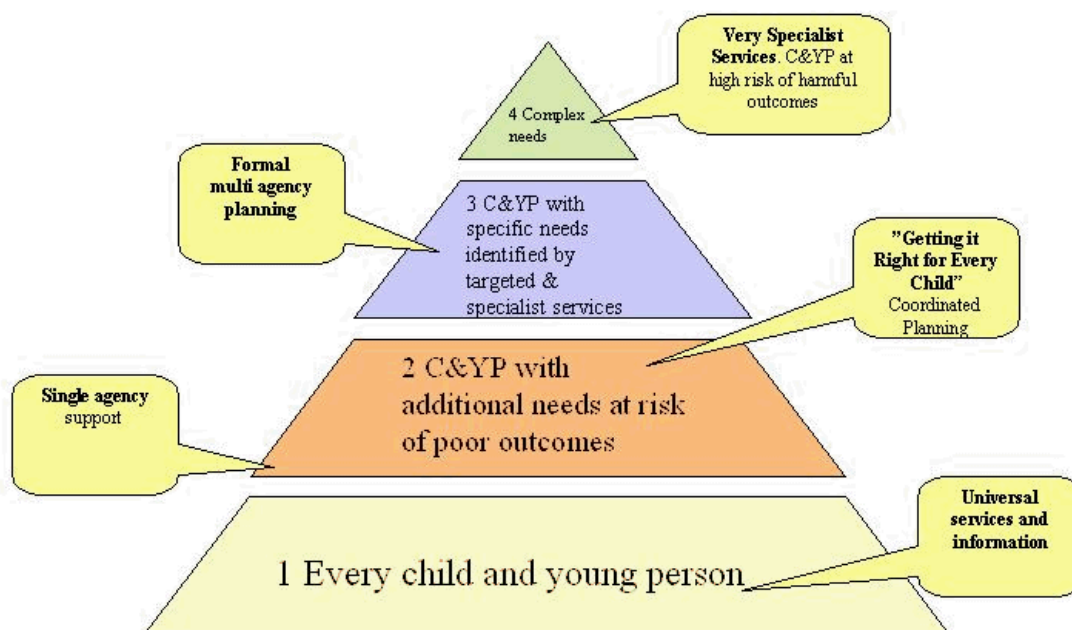 Very Specialist
Services. C&YP at
high risk of harmful
outcomes
4 Complex
needs
Formal
multi agency
planning
3 C&YP with
specific needs
identified by
targeted &
specialist services
”Getting it
Right for Every
Child”
Coordinated
Planning
2 C&YP with
additional needs at risk
of poor outcomes
Single agency
support
Universal
services and
information
1 Every child and young person